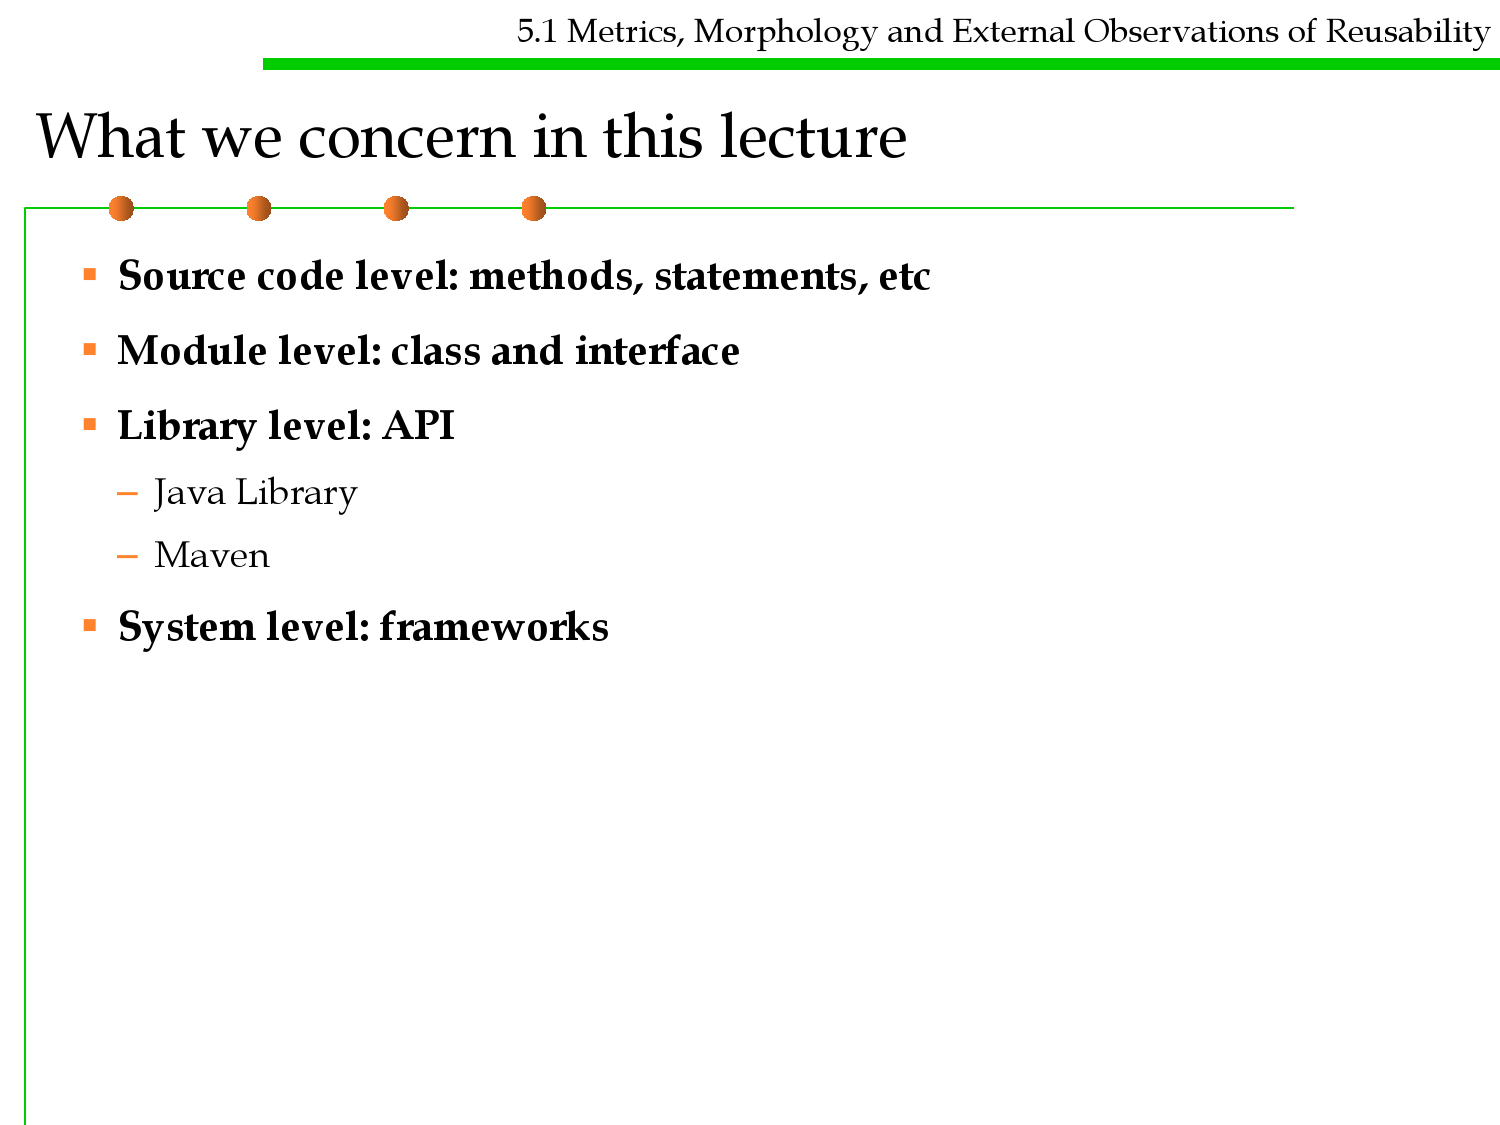 5.1 Metrics, Morphology and External Observations of Reusability
What we concern in this lecture
▪ Source code level: methods, statements, etc
▪ Module level: class and interface
▪ Library level: API
– Java Library
– Maven
▪ System level: frameworks